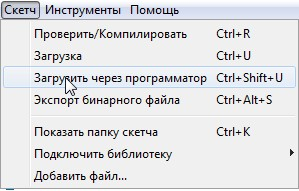 Скетч Инструменты Помощь
Проверить/Компилировать Ctrl+R
Загрузка Ctrl+U
Загрузить через программатор Ctrl+Shift+U
Экспорт бинарного файла Ctrl+Alt+S
Показать папку скетча Ctrl+K
Подключить библиотеку
Добавить файл...